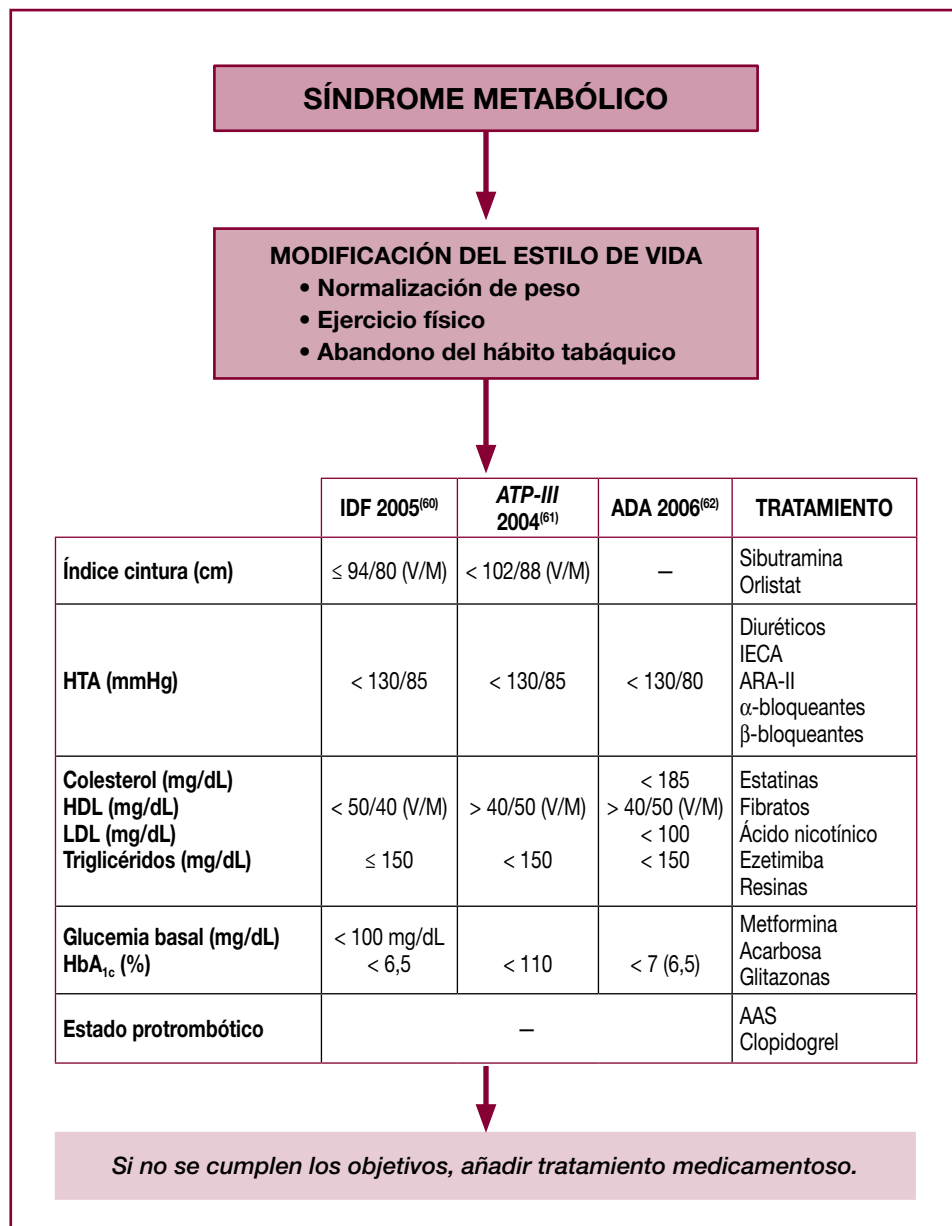 SÍNDROME METABÓLICO
MODIFICACIÓN DEL ESTILO DE VIDA
• Normalización de peso
• Ejercicio físico
• Abandono del hábito tabáquico
IDF 2005(60) ATP-III 2004(61) ADA 2006(62) TRATAMIENTO
Índice cintura (cm) ≤ 94/80 (V/M) < 102/88 (V/M) – Sibutramina
Orlistat
HTA (mmHg) < 130/85 < 130/85 < 130/80 Diuréticos
IECA
ARA-II
α-bloqueantes
β-bloqueantes
Colesterol (mg/dL) < 185 Estatinas
HDL (mg/dL) < 50/40 (V/M) > 40/50 (V/M) > 40/50 (V/M) Fibratos
LDL (mg/dL) < 100 Ácido nicotínico
Triglicéridos (mg/dL) ≤ 150 < 150 < 150 Ezetimiba
Resinas
Glucemia basal (mg/dL) < 100 mg/dL Metformina
HbA1c (%) < 6,5 < 110 < 7 (6,5) Acarbosa
Glitazonas
Estado protrombótico – AAS
Clopidogrel
Si no se cumplen los objetivos, añadir tratamiento medicamentoso.